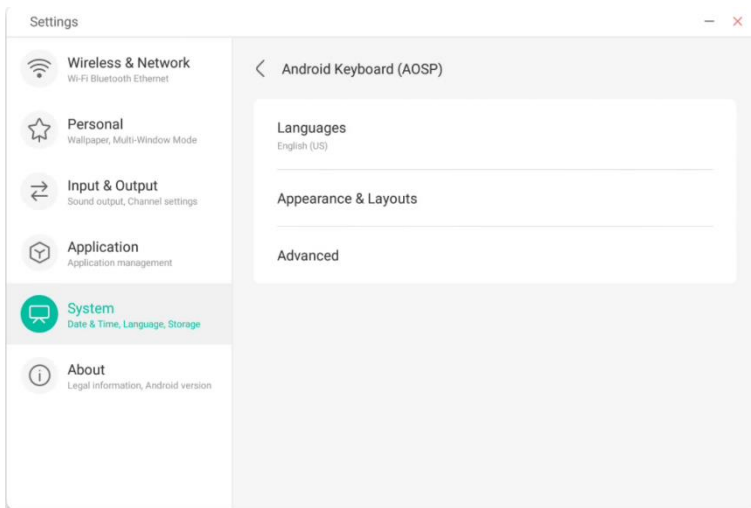 Settings
Wireless & Network
Wi-Fi Bluetooth Ethernet
Personal
Wallpaper, Multi-Window Mode
Input & Output
Sound output, Channel settings
Application
Application management
System
Date & Time, Language, Storage
About
Legal information, Android version
Android Keyboard (AOSP)
Languages
English (US)
Appearance & Layouts
Advanced